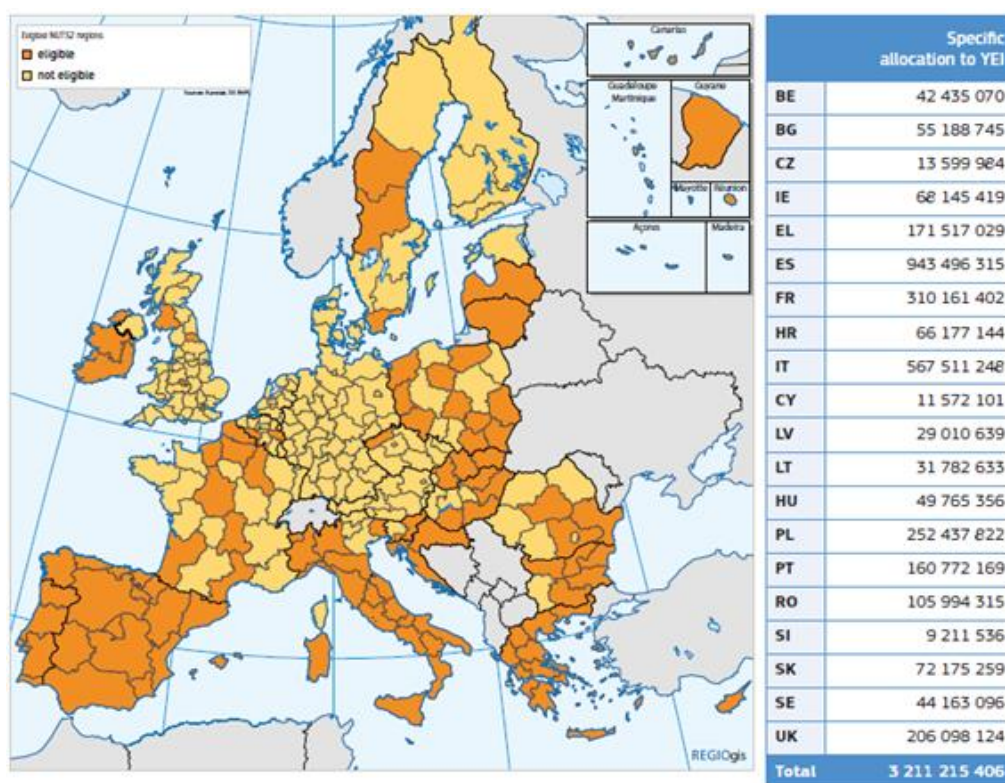 Eligible NUTS2 regions
eligible
not eligible
Canarias
Guadeloupe
Martinique
Guyane
Mayotte
Réunion
Açores
Madeira
REGIOgis
Specific
allocation to YEI
BE 42 435 070
BG 55 188 745
CZ 13 599 984
IE 68 145 419
EL 171 517 029
ES 943 496 315
FR 310 161 402
HR 66 177 144
IT 567 511 248
CY 11 572 101
LV 29 010 639
LT 31 782 633
HU 49 765 356
PL 252 437 822
PT 160 772 169
RO 105 994 315
SI 9 211 536
SK 72 175 259
SE 44 163 096
UK 206 098 124
Total 3 211 215 406